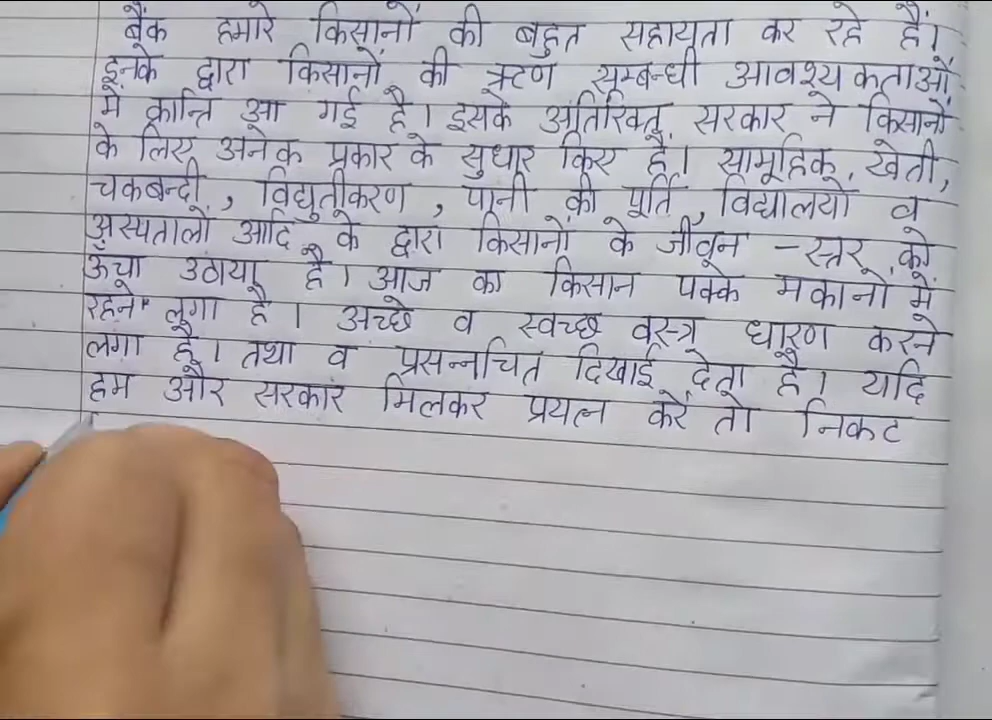 बैंक हमारे किसानों की बहुत सहायता कर रहे हैं।
इनके द्वारा किसानों की ऋण सम्बन्धी आवश्यकताओं
में क्रान्ति आ गई है। इसके अतिरिक्त सरकार ने किसानों
के लिए अनेक प्रकार के सुधार किए हैं। सामूहिक खेती,
चकबन्दी, विद्युतीकरण, पानी की पूर्ति, विद्यालयों व
अस्पतालों आदि के द्वारा किसानों के जीवन-स्तर को
ऊँचा उठाया है। आज का किसान पक्के मकानों में
रहने लगा है। अच्छे व स्वच्छ वस्त्र धारण करने
लगा है। तथा व प्रसन्नचित दिखाई देता है। यदि
हम और सरकार मिलकर प्रयत्न करें तो निकट